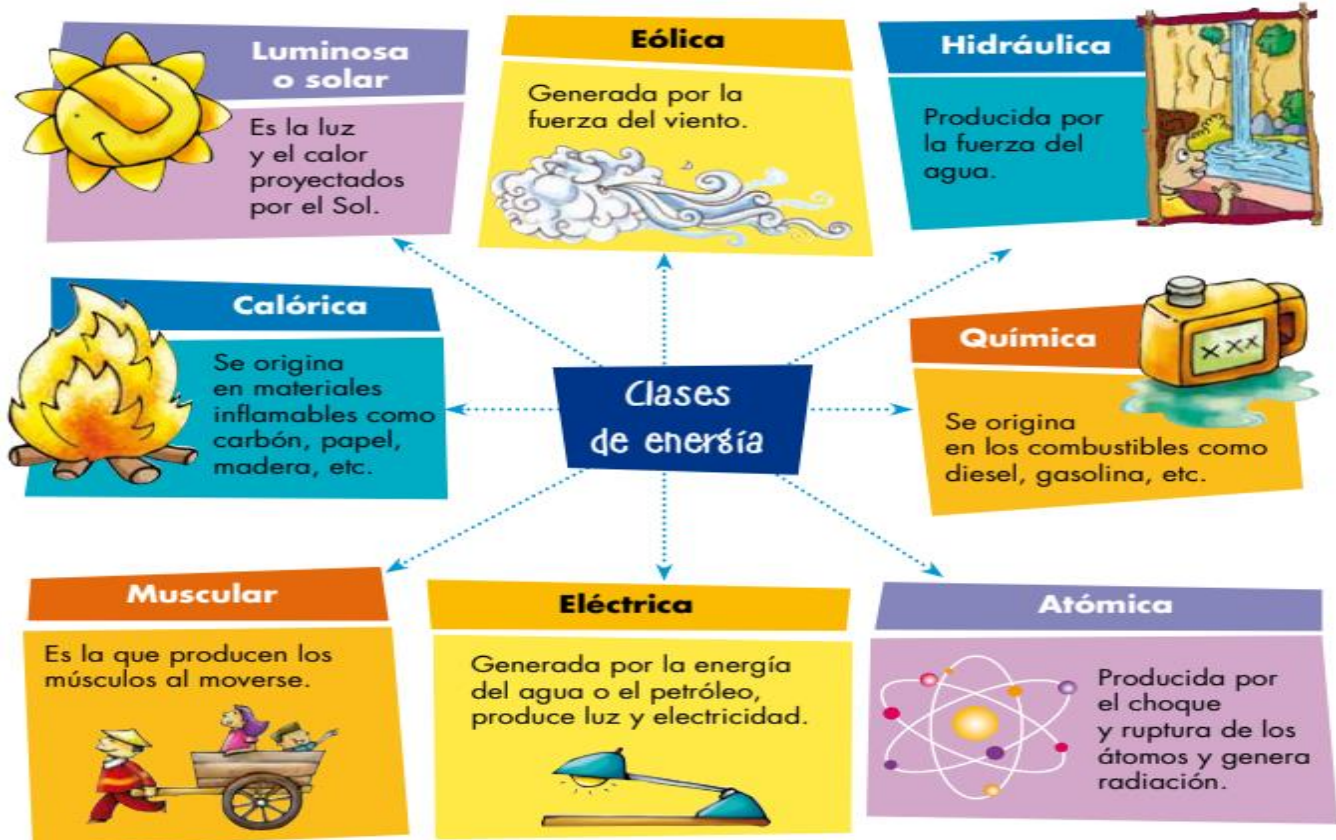 Luminosa
o solar
Es la luz
y el calor
proyectados
por el Sol.
Eólica
Generada por la
fuerza del viento.
Hidráulica
Producida por
la fuerza del
agua.
Calórica
Se origina
en materiales
inflamables como
carbón, papel,
madera, etc.
Clases
de energía
Química
XXX
Se origina
en los combustibles como
diesel, gasolina, etc.
Muscular
Es la que producen los
músculos al moverse.
Eléctrica
Generada por la energía
del agua o el petróleo,
produce luz y electricidad.
Atómica
Producida por
el choque
y ruptura de los
átomos y genera
radiación.